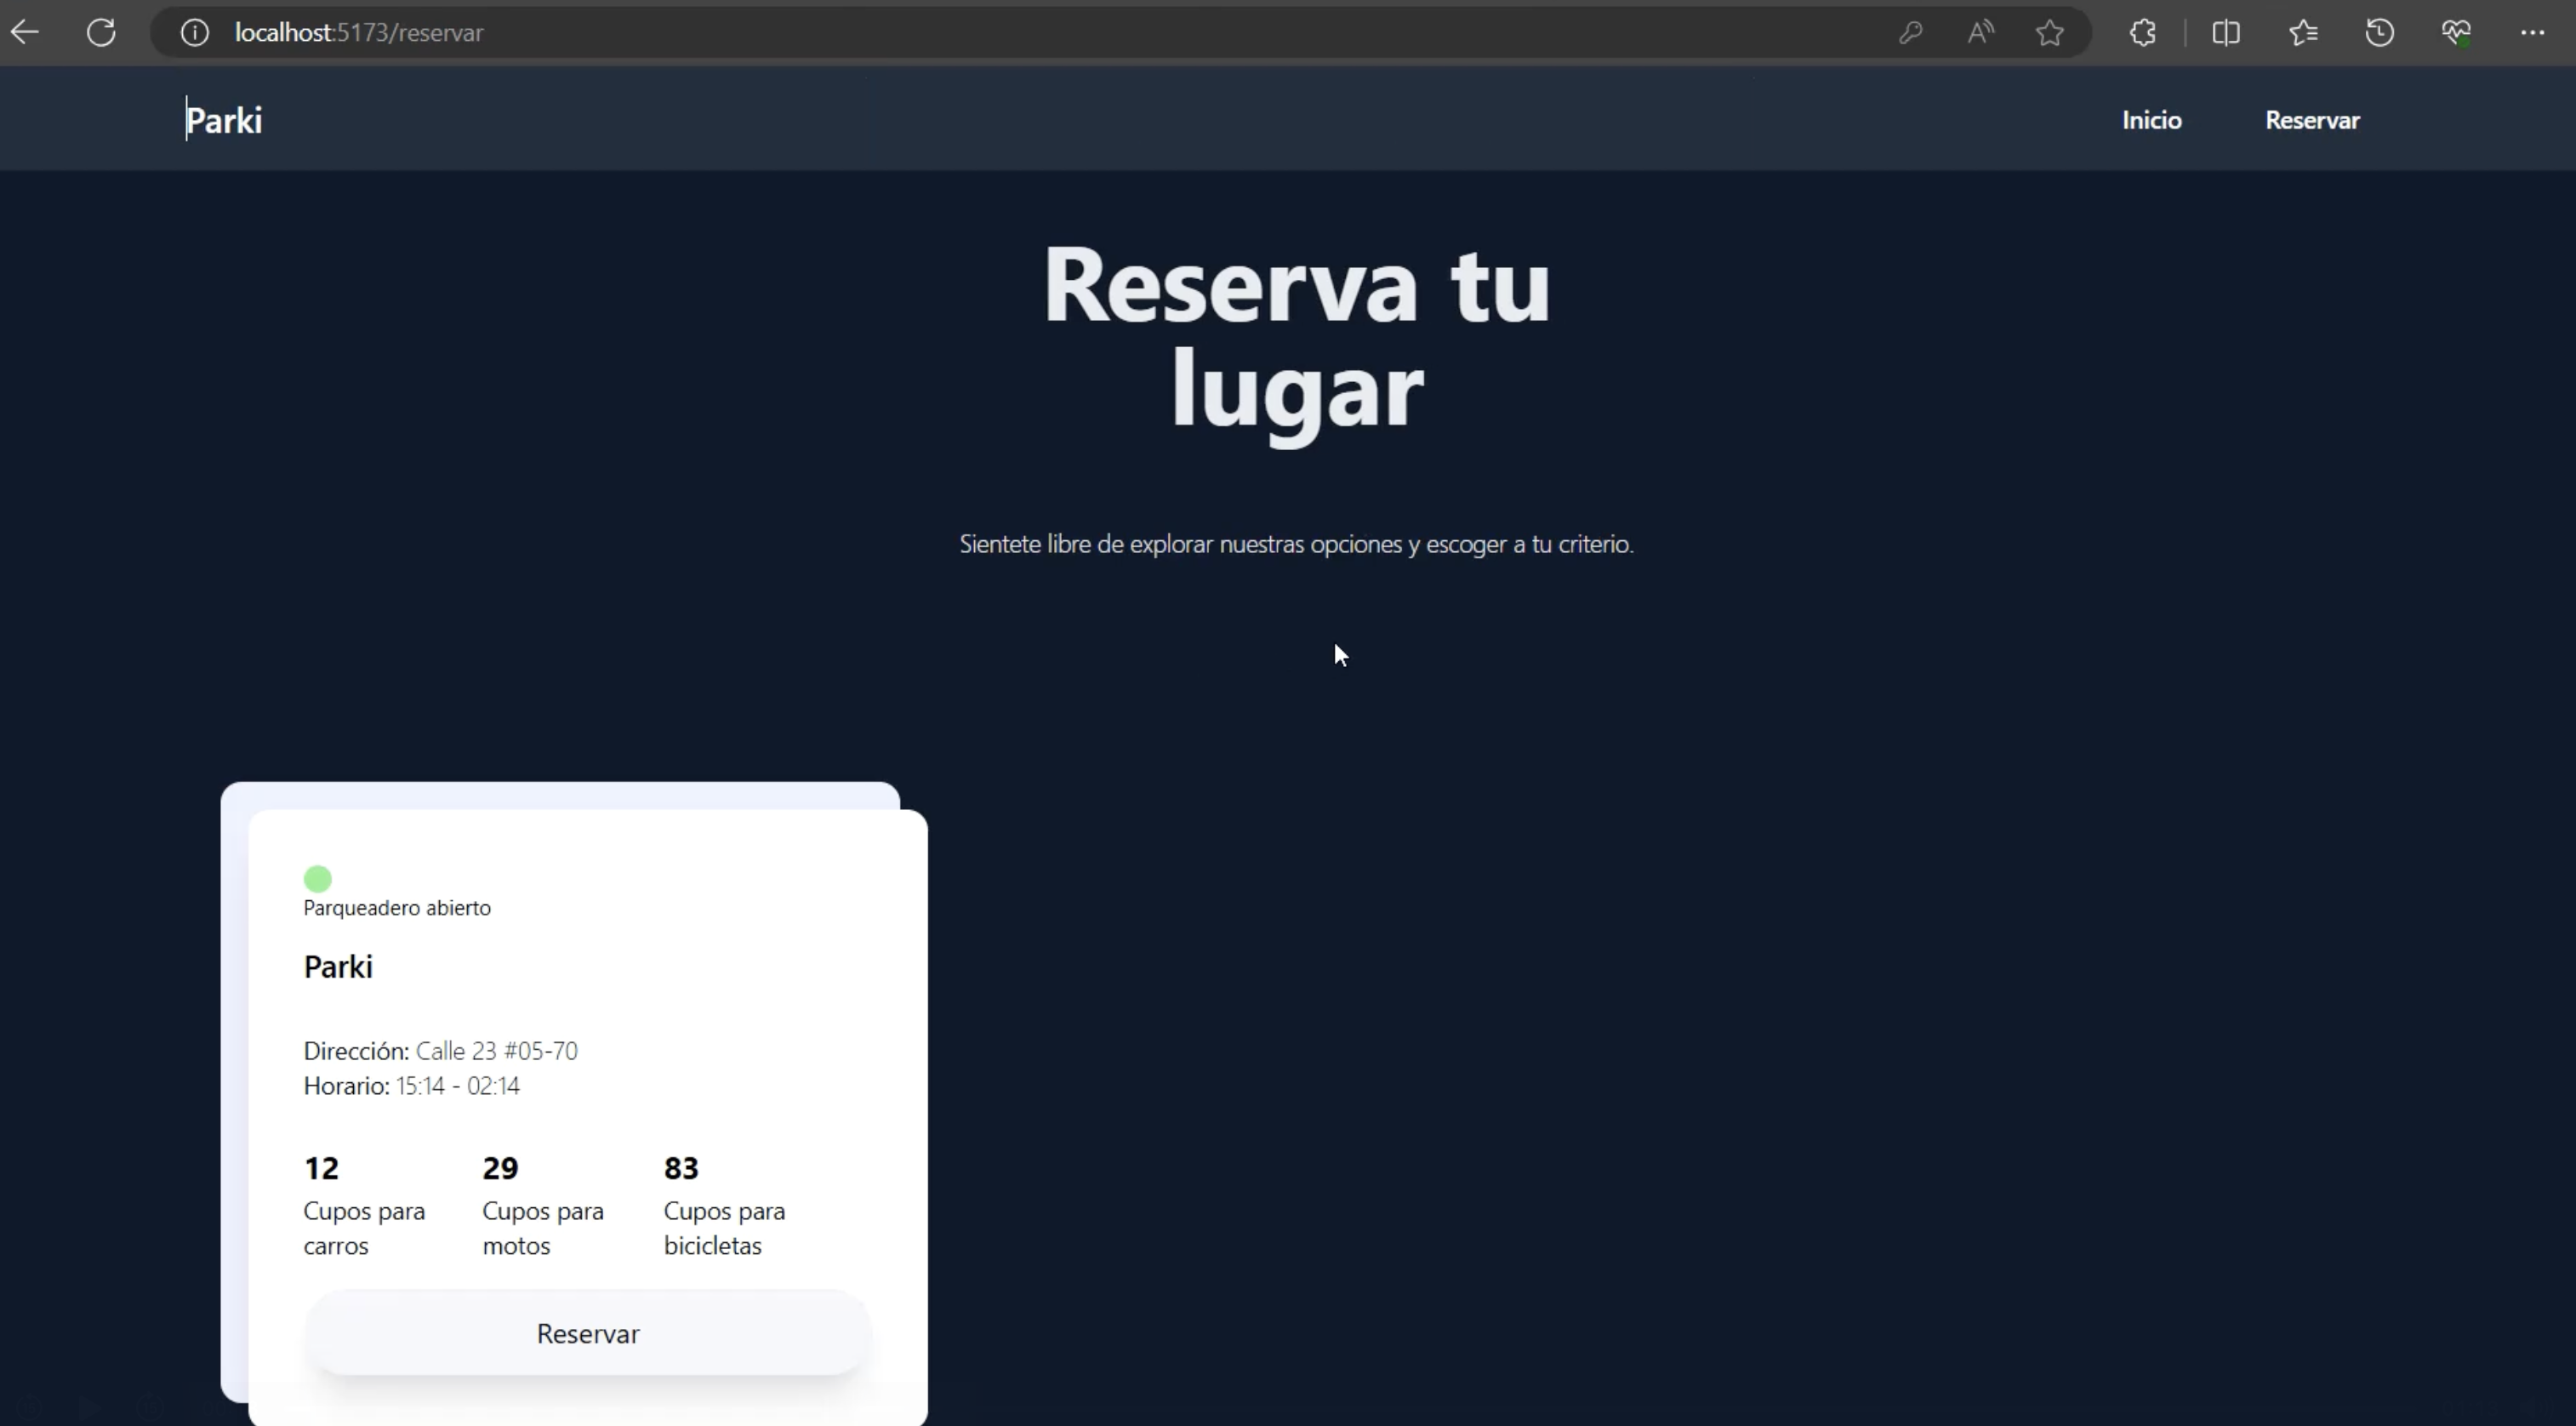 localhost:5173/reservar
Parki
Inicio
Reservar
Reserva tu
lugar
Sientete libre de explorar nuestras opciones y escoger a tu criterio.
Parqueadero abierto
Parki
Dirección: Calle 23 #05-70
Horario: 15:14 - 02:14
12
Cupos para
carros
29
Cupos para
motos
83
Cupos para
bicicletas
Reservar